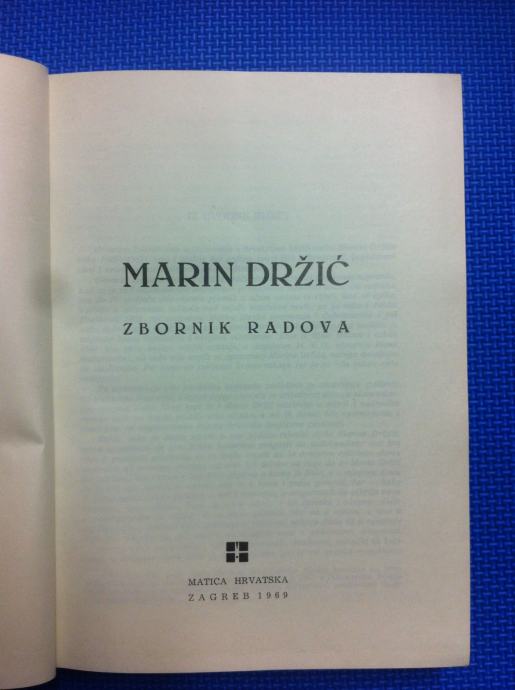 MARIN DRŽIĆ
ZBORNIK RADOVA
MATICA HRVATSKA
ZAGREB 1969